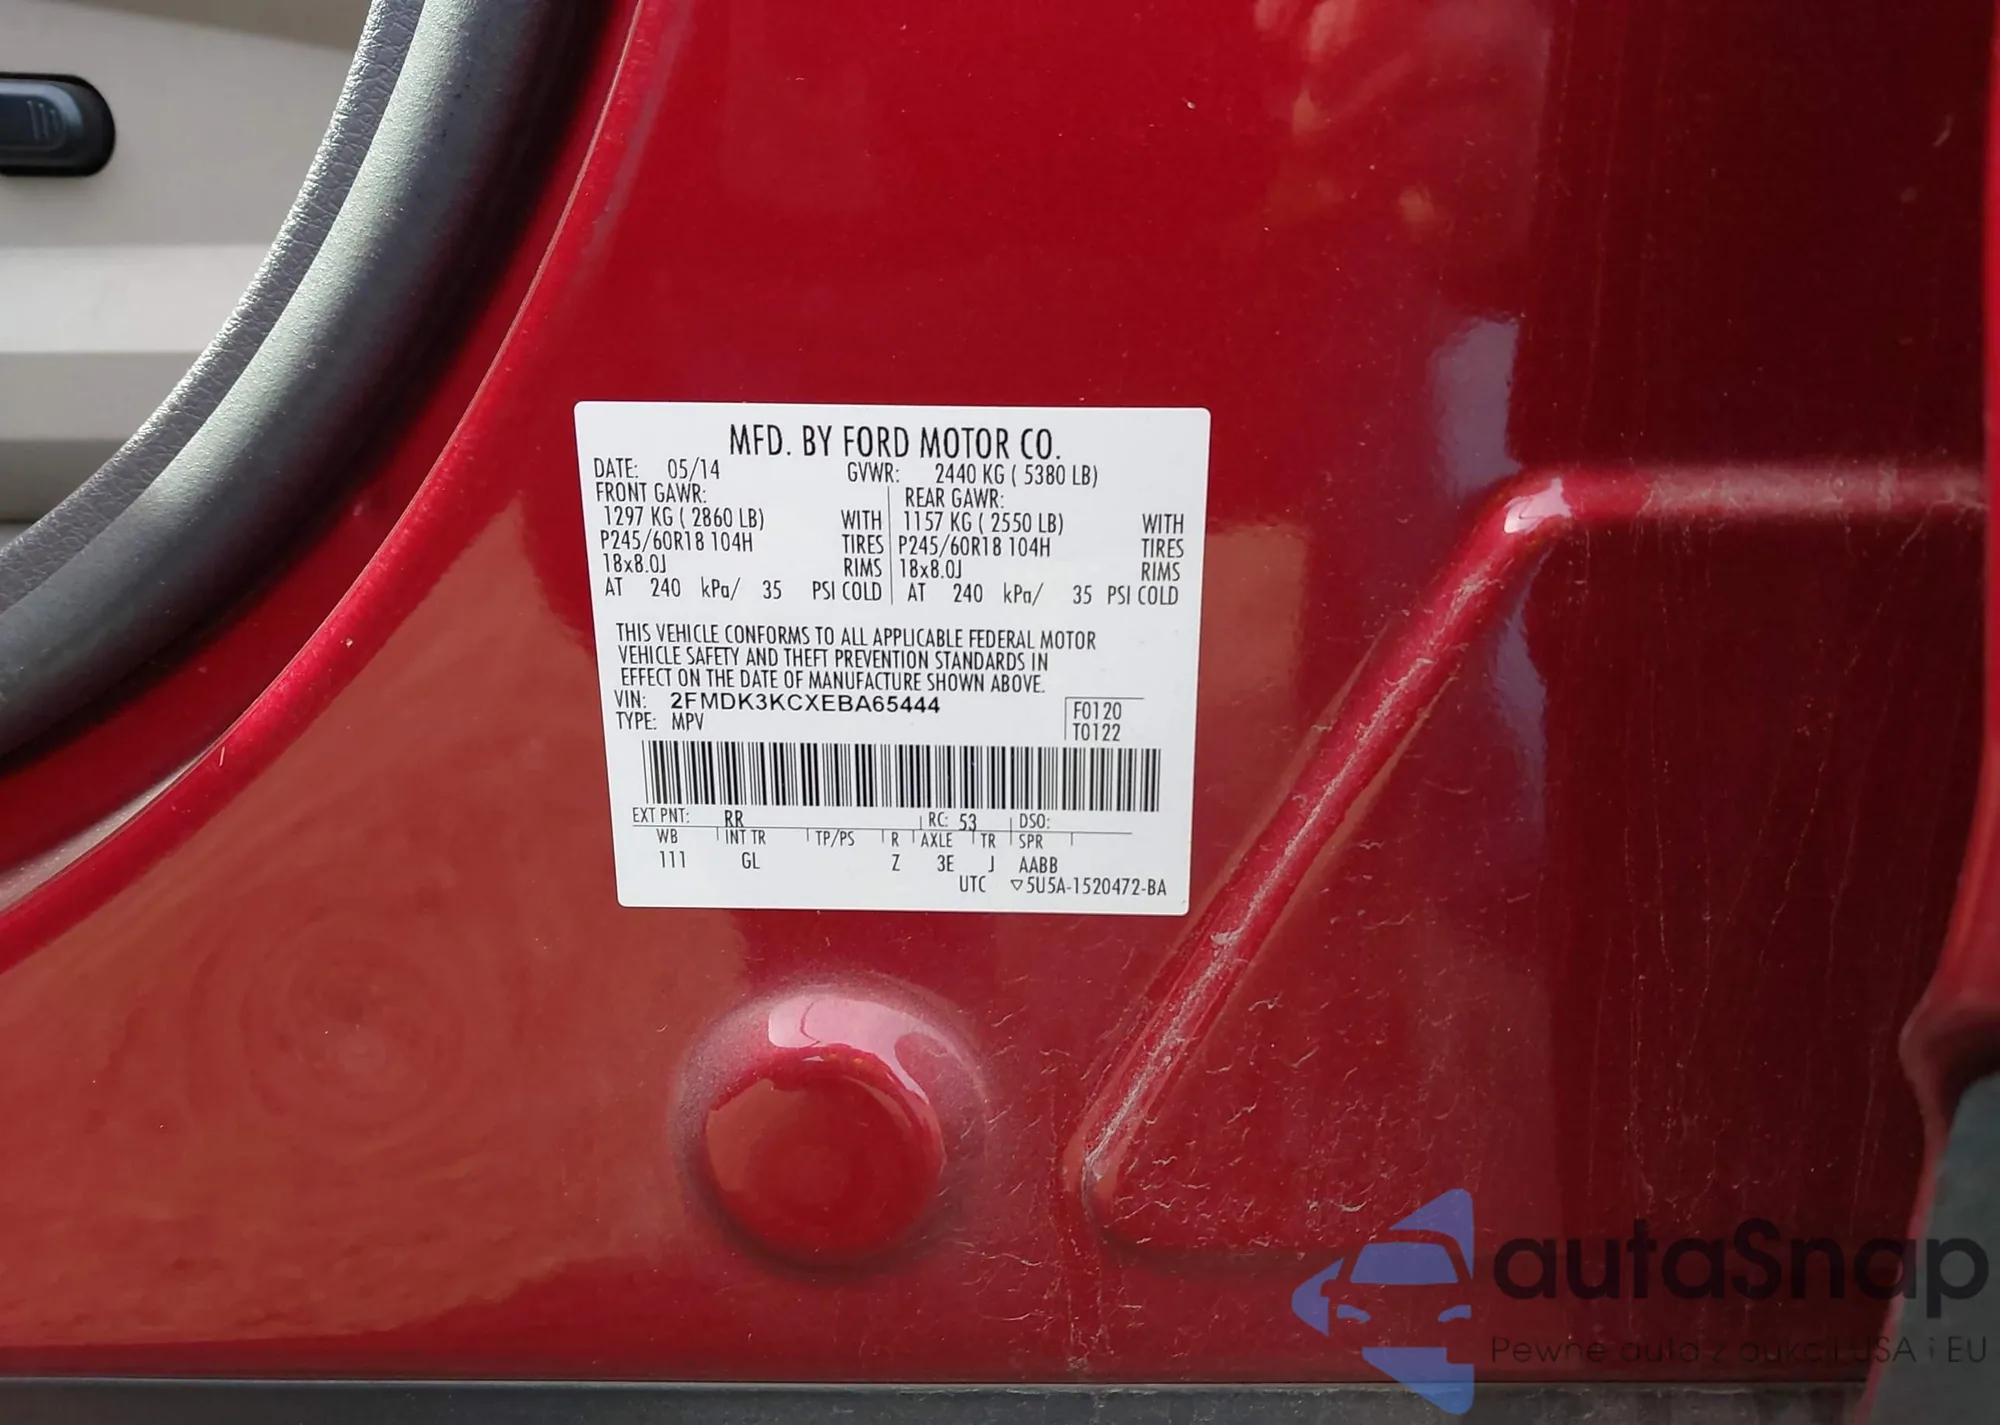 MFD. BY FORD MOTOR CO.
DATE: 05/14 GVWR: 2440 KG ( 5380 LB)
FRONT GAWR: REAR GAWR:
1297 KG ( 2860 LB) WITH 1157 KG ( 2550 LB) WITH
P245/60R18 104H TIRES P245/60R18 104H TIRES
18x8.0J RIMS 18x8.0J RIMS
AT 240 kPa/ 35 PSI COLD AT 240 kPa/ 35 PSI COLD
THIS VEHICLE CONFORMS TO ALL APPLICABLE FEDERAL MOTOR
VEHICLE SAFETY AND THEFT PREVENTION STANDARDS IN
EFFECT ON THE DATE OF MANUFACTURE SHOWN ABOVE.
VIN: 2FMDK3KCXEBA65444 F0120
TYPE: MPV T0122
EXT PNT: RR RC: 53 DSO:
WB INT TR TP/PS R AXLE TR SPR
111 GL Z 3E J AABB
UTC ▽5U5A-1520472-BA
autaSnap
Pewne auta z aukcji USA i EU